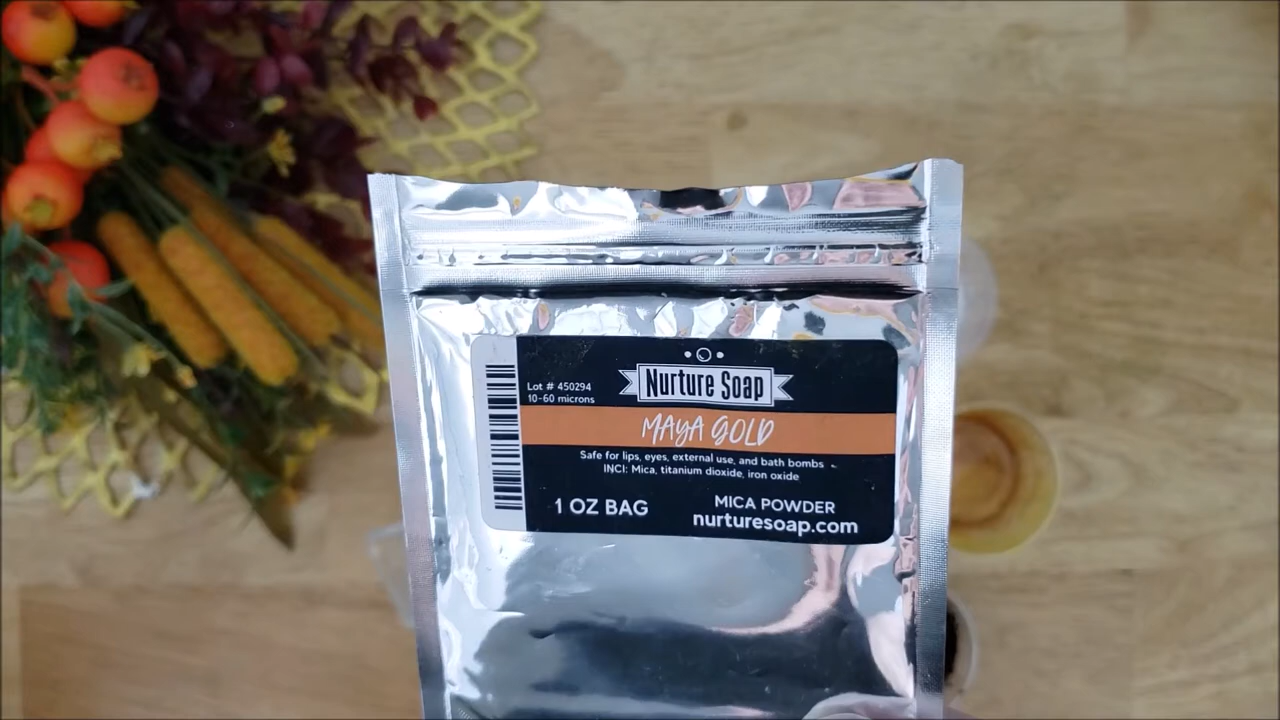 Lot # 450294
10-60 microns
Nurture Soap
MAYA GOLD
Safe for lips, eyes, external use, and bath bombs
INCI: Mica, titanium dioxide, iron oxide
1 OZ BAG
MICA POWDER
nurturesoap.com